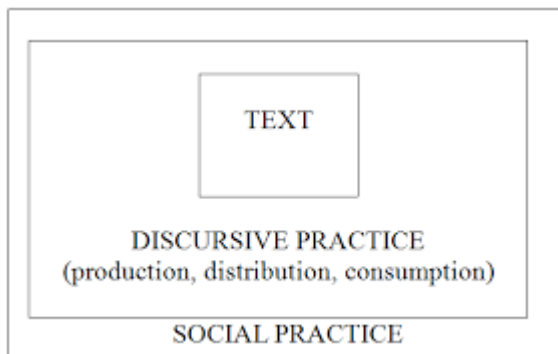 TEXT
DISCURSIVE PRACTICE
(production, distribution, consumption)
SOCIAL PRACTICE